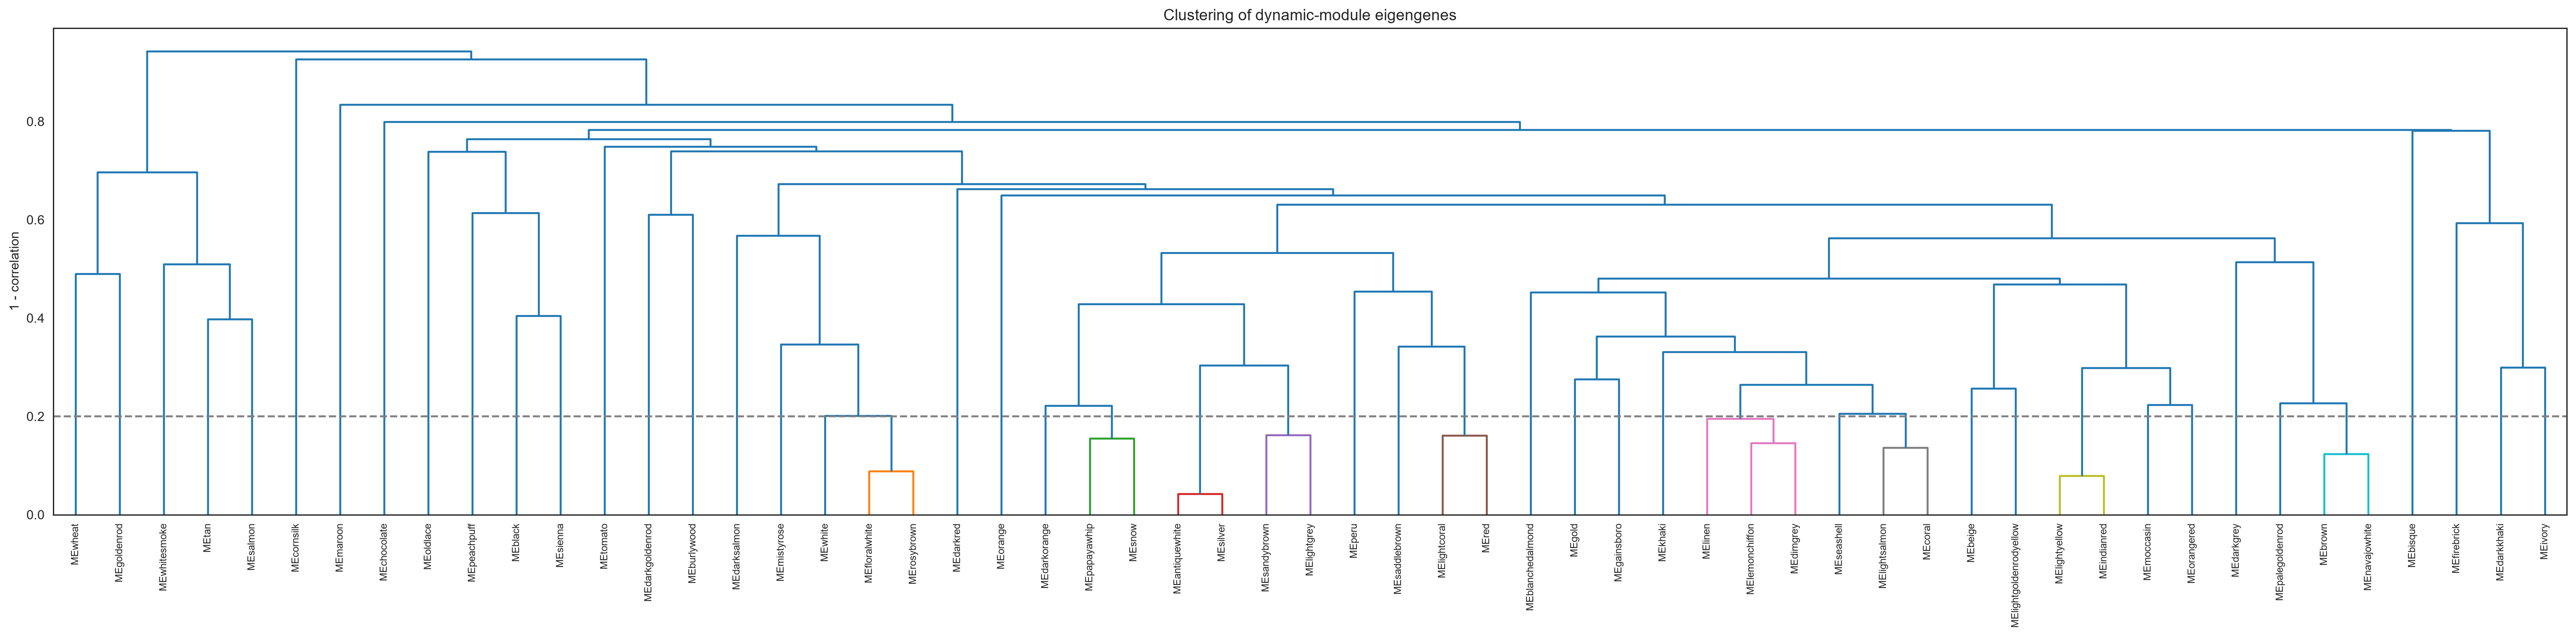 Clustering of dynamic-module eigengenes
1 - correlation
0.8
0.6
0.4
0.2
0.0
MEwheat
MEgoldenrod
MEwhitesmoke
MEtan
MEsalmon
MEcornsilk
MEmaroon
MEchocolate
MEoldlace
MEpeachpuff
MEblack
MEsienna
MEtomato
MEdarkgoldenrod
MEburlywood
MEdarksalmon
MEmistyrose
MEwhite
MEfloralwhite
MErosybrown
MEdarkred
MEorange
MEdarkorange
MEpapayawhip
MEsnow
MEantiquewhite
MEsilver
MEsandybrown
MElightgrey
MEperu
MEsaddlebrown
MElightcoral
MEred
MEblanchedalmond
MEgold
MEgainsboro
MEkhaki
MElinen
MElemonchiffon
MEdimgrey
MEseashell
MElightsalmon
MEcoral
MEbeige
MElightgoldenrodyellow
MElightyellow
MEindianred
MEmoccasin
MEorangered
MEdarkgrey
MEpalegoldenrod
MEbrown
MEnavajowhite
MEbisque
MEfirebrick
MEdarkkhaki
MEivory